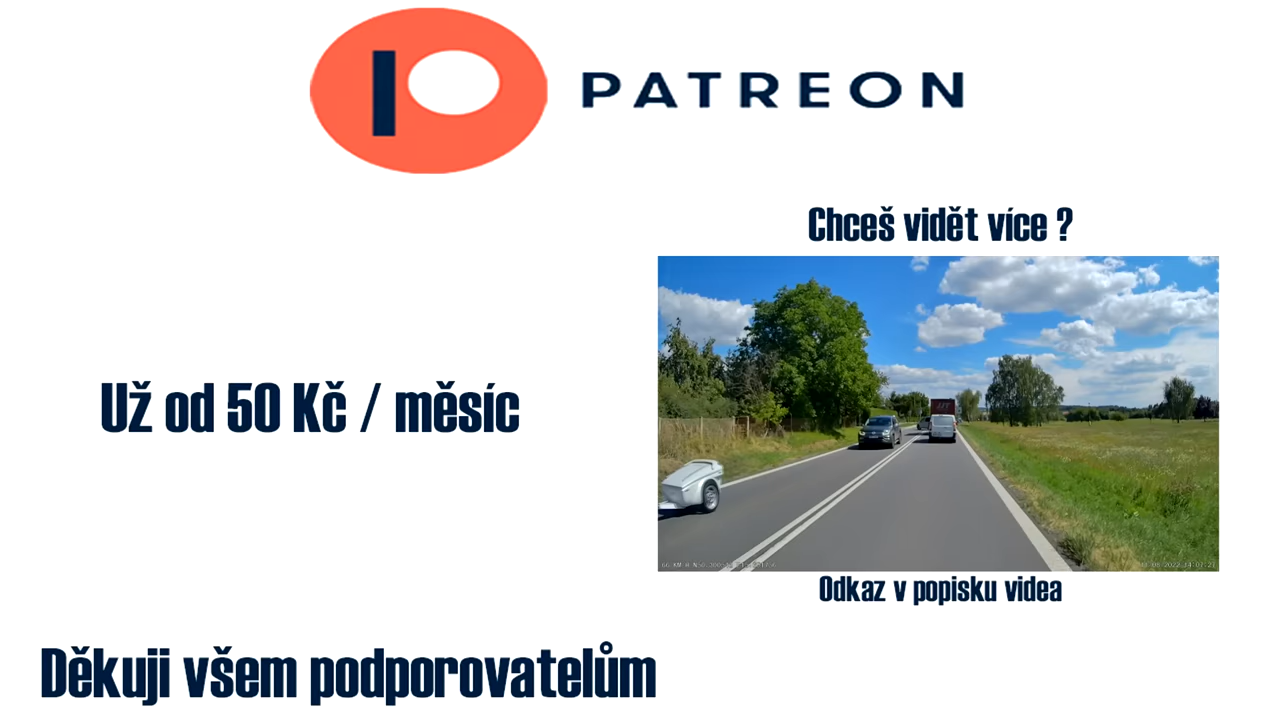 PATREON
Chceš vidět více ?
Už od 50 Kč / měsíc
Odkaz v popisku videa
Děkuji všem podporovatelům